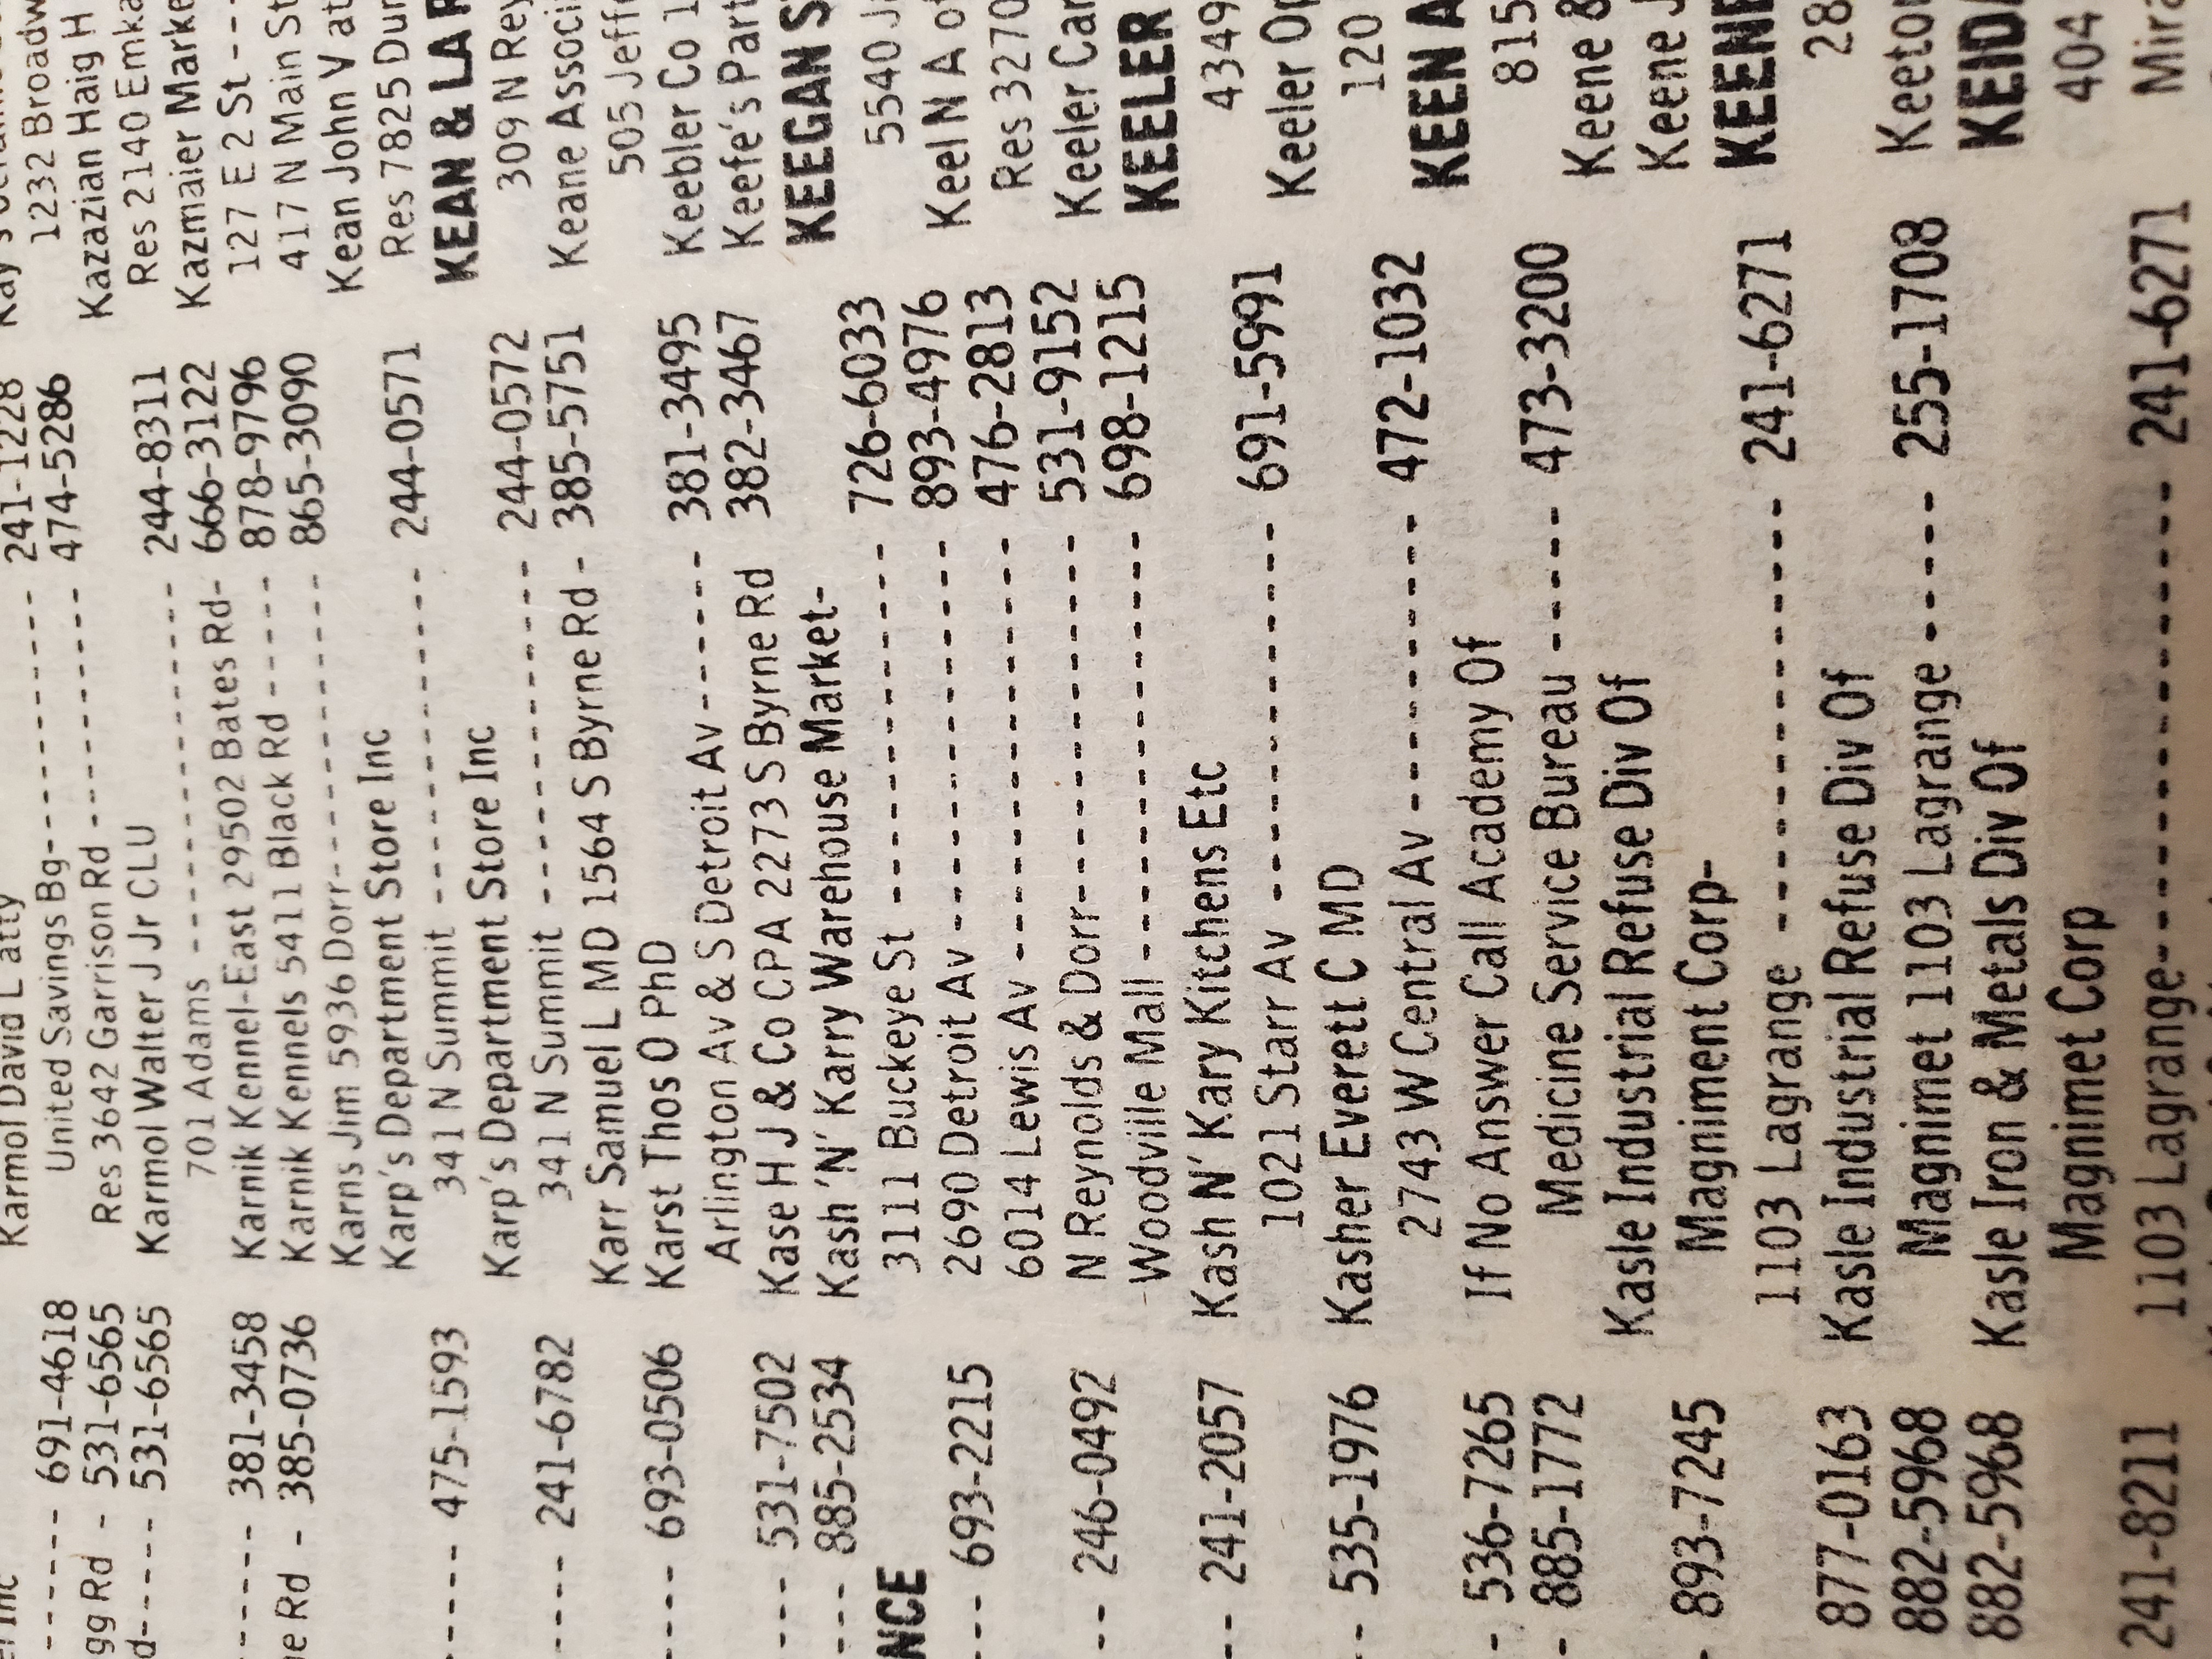 691-4618
gg Rd - 531-6565
d----- 531-6565
----- 381-3458
ne Rd - 385-0736
----- 475-1593
---- 241-6782
---- 693-0506
--- 531-7502
--- 885-2534
NCE
--- 693-2215
-- 246-0492
--- 241-2057
-- 535-1976
- 536-7265
- 885-1772
- 893-7245
877-0163
882-5968
882-5968
241-8211
Karmol David L atty
United Savings Bg----------- 241-1228
Res 3642 Garrison Rd ---------- 474-5286
Karmol Walter J Jr CLU
701 Adams ---------------- 244-8311
Karnik Kennel-East 29502 Bates Rd- 666-3122
Karnik Kennels 5411 Black Rd ----- 878-9796
Karns Jim 5936 Dorr------------ 865-3090
Karp's Department Store Inc
341 N Summit -------------- 244-0571
Karp's Department Store Inc
341 N Summit -------------- 244-0572
Karr Samuel L MD 1564 S Byrne Rd - 385-5751
Karst Thos O PhD
Arlington Av & S Detroit Av ------ 381-3495
Kase H J & Co CPA 2273 S Byrne Rd 382-3467
Kash 'N' Karry Warehouse Market-
3111 Buckeye St -------------- 726-6033
2690 Detroit Av --------------- 893-4976
6014 Lewis Av ---------------- 476-2813
N Reynolds & Dorr-------------- 531-9152
Woodville Mall --------------- 698-1215
Kash N' Kary Kitchens Etc
1021 Starr Av -------------- 691-5991
Kasher Everett C MD
2743 W Central Av ----------- 472-1032
If No Answer Call Academy Of
Medicine Service Bureau ------ 473-3200
Kasle Industrial Refuse Div Of
Magniment Corp-
1103 Lagrange ------------- 241-6271
Kasle Industrial Refuse Div Of
Magnimet 1103 Lagrange ----- 255-1708
Kasle Iron & Metals Div Of
Magnimet Corp
1103 Lagrange-------------- 241-6271
1232 Broadw
Kazazian Haig H
Res 2140 Emka
Kazmaier Marke
127 E 2 St --
417 N Main St
Kean John V at
Res 7825 Dur
KEAN & LA
309 N Rey
Keane Associ
505 Jeff
Keebler Co 1
Keefe's Part
KEEGAN S
5540 J
Keel N A o
Res 3270
Keeler Car
KEELER
4349
Keeler Op
120
KEEN A
815
Keene &
Keene J
KEENE
28
Keeto
KEIDA
404
Mira